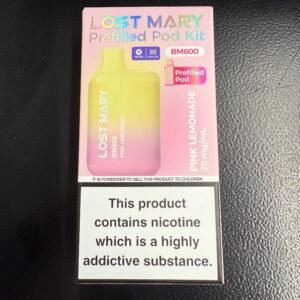 LOST MARY
Prefilled Pod Kit
BM600
Prefilled
Pod
LOST MARY
BM600
PINK LEMONADE
PINK LEMONADE
20 mg/mL
IT IS FORBIDDEN TO SELL THIS PRODUCT TO CHILDREN
This product
contains nicotine
which is a highly
addictive substance.